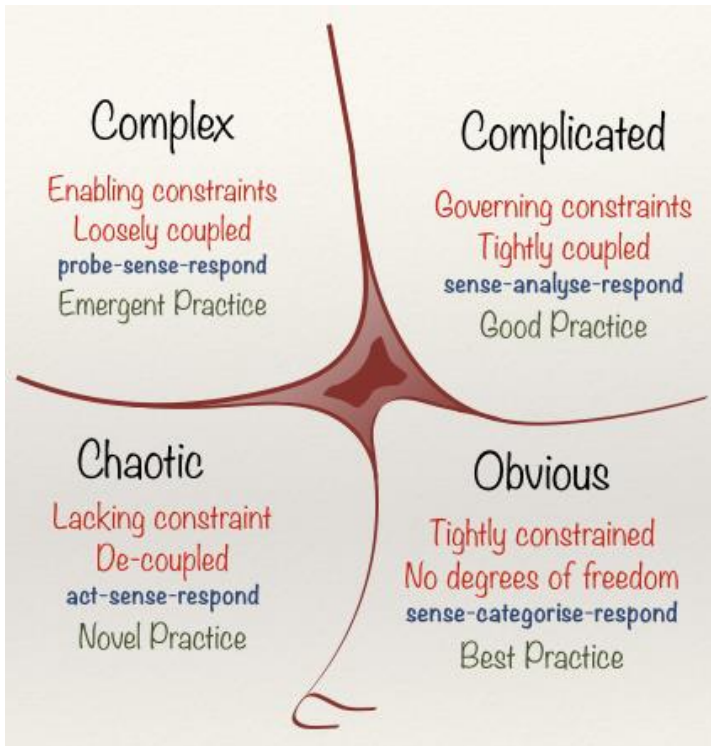 Complex
Enabling constraints
Loosely coupled
probe-sense-respond
Emergent Practice
Complicated
Governing constraints
Tightly coupled
sense-analyse-respond
Good Practice
Chaotic
Lacking constraint
De-coupled
act-sense-respond
Novel Practice
Obvious
Tightly constrained
No degrees of freedom
sense-categorise-respond
Best Practice